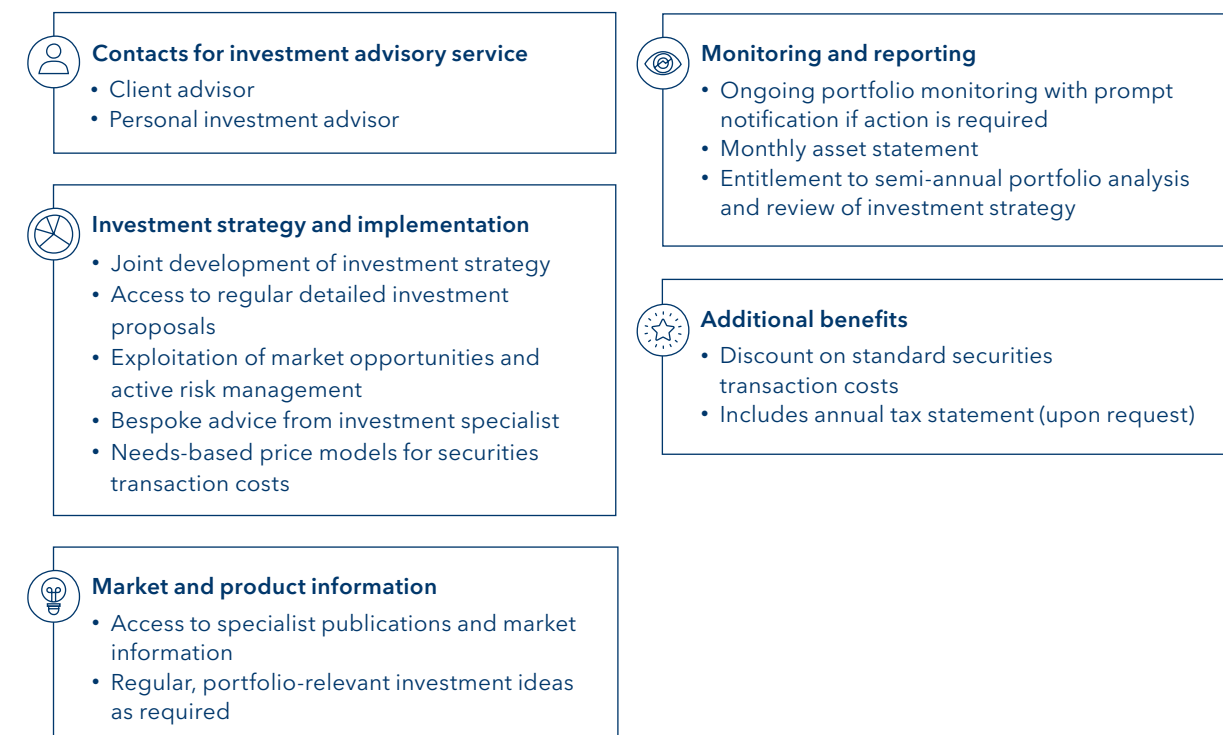 Contacts for investment advisory service
• Client advisor
• Personal investment advisor
Investment strategy and implementation
• Joint development of investment strategy
• Access to regular detailed investment
proposals
• Exploitation of market opportunities and
active risk management
• Bespoke advice from investment specialist
• Needs-based price models for securities
transaction costs
Market and product information
• Access to specialist publications and market
information
• Regular, portfolio-relevant investment ideas
as required
Monitoring and reporting
• Ongoing portfolio monitoring with prompt
notification if action is required
• Monthly asset statement
• Entitlement to semi-annual portfolio analysis
and review of investment strategy
Additional benefits
• Discount on standard securities
transaction costs
• Includes annual tax statement (upon request)